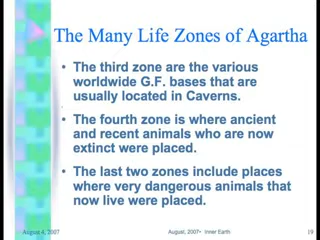 The Many Life Zones of Agartha
• The third zone are the various
worldwide G.F. bases that are
usually located in Caverns.
• The fourth zone is where ancient
and recent animals who are now
extinct were placed.
• The last two zones include places
where very dangerous animals that
now live were placed.
August 4, 2007
August, 2007• Inner Earth
19